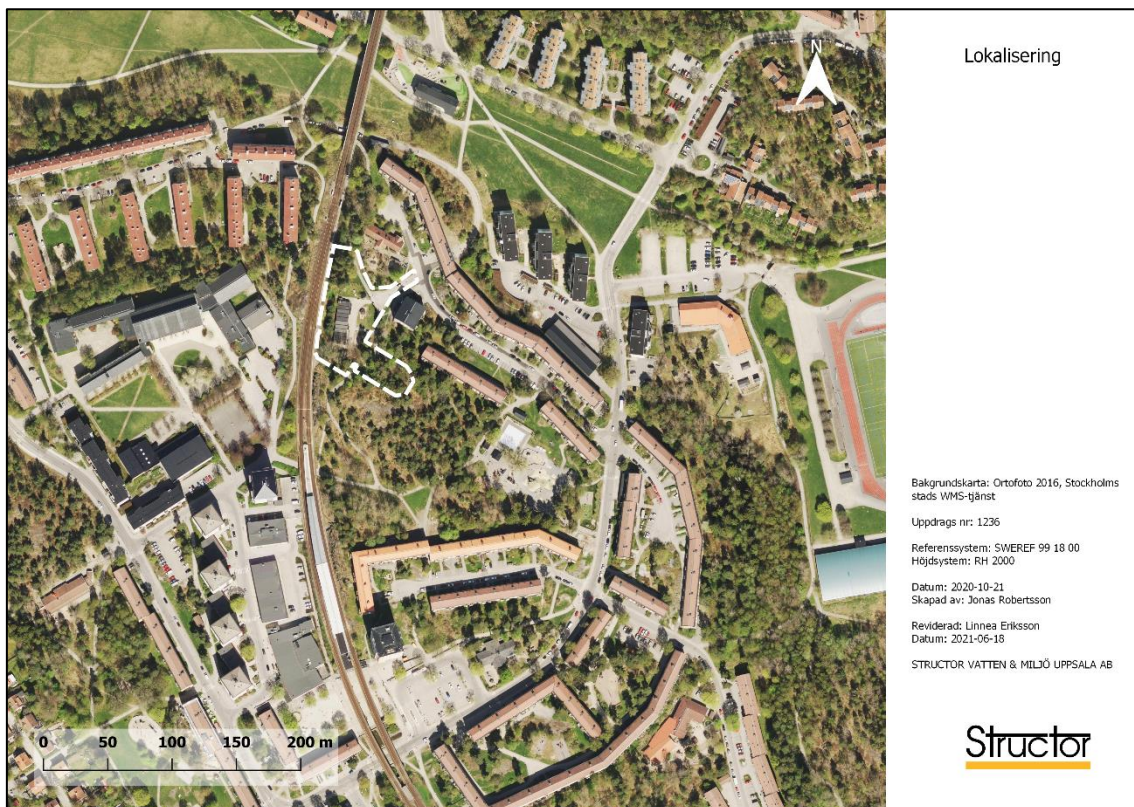 Lokalisering
N
Bakgrundskarta: Ortofoto 2016, Stockholms
stads WMS-tjänst
Uppdrags nr: 1236
Referenssystem: SWEREF 99 18 00
Höjdsystem: RH 2000
Datum: 2020-10-21
Skapad av: Jonas Robertsson
Reviderad: Linnea Eriksson
Datum: 2021-06-18
STRUCTOR VATTEN & MILJÖ UPPSALA AB
Structor
0 50 100 150 200 m